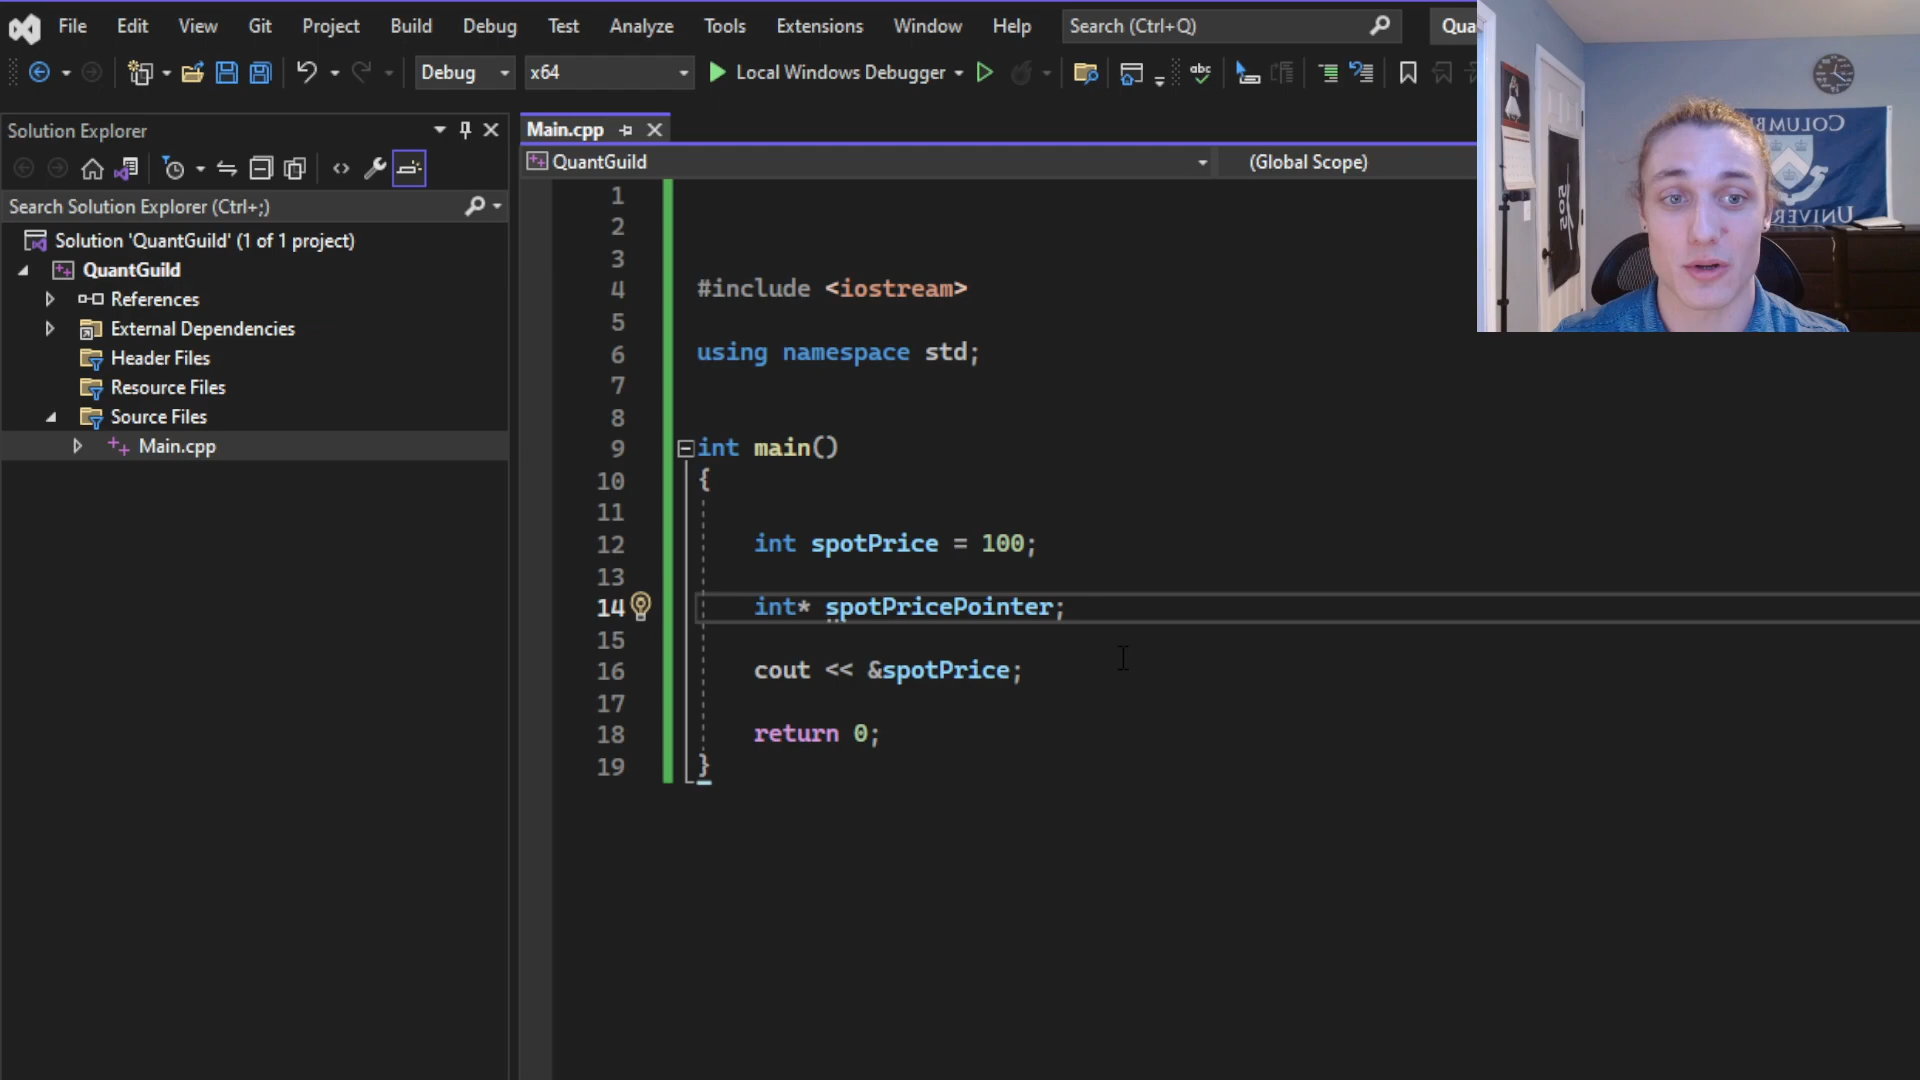 File Edit View Git Project Build Debug Test Analyze Tools Extensions Window Help Search (Ctrl+Q) Qua
Debug x64 Local Windows Debugger abc
Solution Explorer
Main.cpp
QuantGuild (Global Scope)
Search Solution Explorer (Ctrl+;)
Solution 'QuantGuild' (1 of 1 project)
QuantGuild
References
External Dependencies
Header Files
Resource Files
Source Files
Main.cpp
1
2
3
4 #include <iostream>
5
6 using namespace std;
7
8
9 int main()
10 {
11
12 int spotPrice = 100;
13
14 int* spotPricePointer;
15
16 cout << &spotPrice;
17
18 return 0;
19 }
COLUMBI
UNIVERS
505